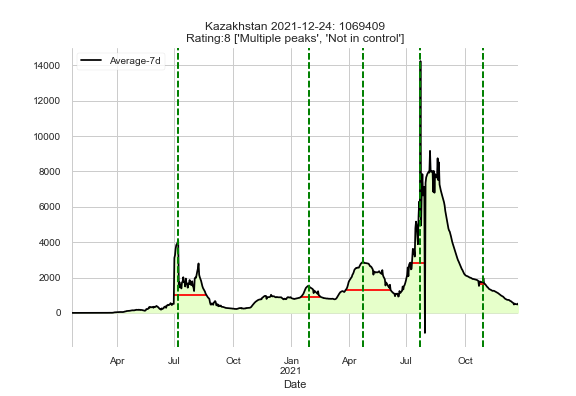 Kazakhstan 2021-12-24: 1069409
Rating:8 ['Multiple peaks', 'Not in control']
Average-7d
14000
12000
10000
8000
6000
4000
2000
0
Apr Jul Oct Jan Apr Jul Oct
2021
Date